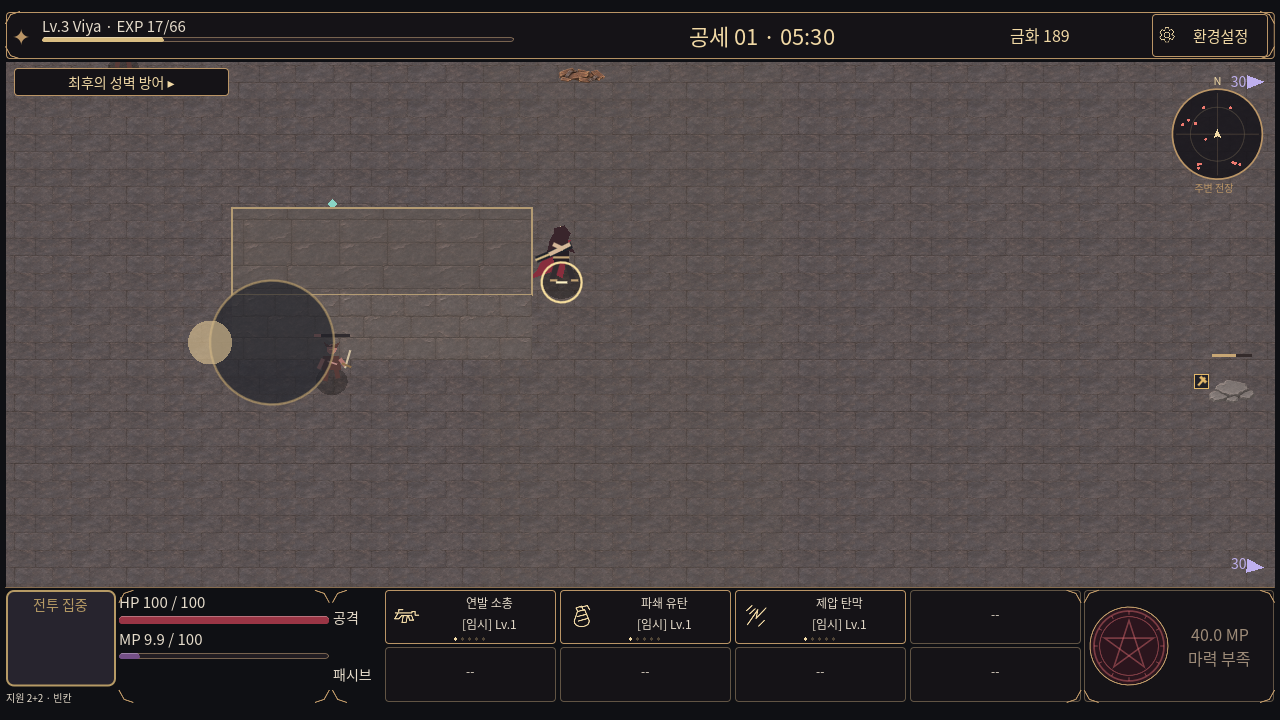 Lv.3 Viya · EXP 17/66
공세 01 · 05:30
금화 189
환경설정
최후의 성벽 방어 ▸
N
30
주변 전장
30
전투 집중
HP 100 / 100
MP 9.9 / 100
지원 2+2 · 빈칸
공격
패시브
연발 소총
[임시] Lv.1
파쇄 유탄
[임시] Lv.1
제압 탄막
[임시] Lv.1
--
--
--
--
--
40.0 MP
마력 부족